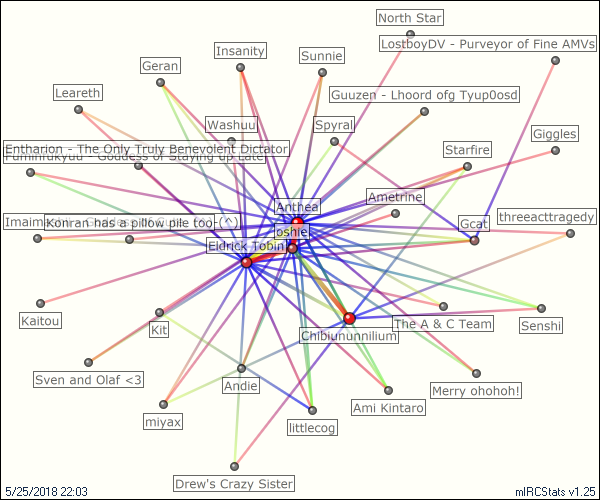 North Star
LostboyDV - Purveyor of Fine AMVs
Insanity
Sunnie
Geran
Leareth
Guuzen - Lhoord ofg Tyup0osd
Washuu
Spyral
Giggles
Entharion - The Only Truly Benevolent Dictator
Fuminrukyuu - Goddess of Staying up Late
Starfire
Ametrine
Anthea
Konran has a pillow pile too (^)
threeacttragedy
Gcat
oshie
Eldrick Tobin
Kaitou
Kit
The A & C Team
Senshi
Chibiununnilium
Sven and Olaf <3
Andie
Merry ohohoh!
Ami Kintaro
miyax
littlecog
Drew's Crazy Sister
5/25/2018 22:03
mIRCStats v1.25